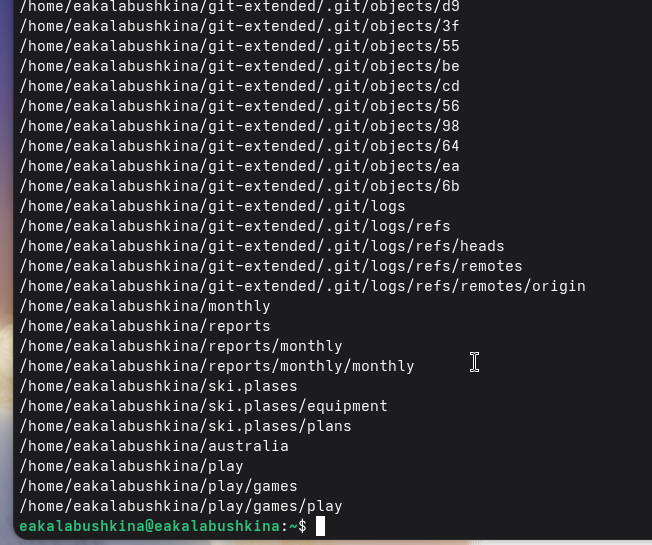 /home/eakalabushkina/git-extended/.git/objects/d9
/home/eakalabushkina/git-extended/.git/objects/3f
/home/eakalabushkina/git-extended/.git/objects/55
/home/eakalabushkina/git-extended/.git/objects/be
/home/eakalabushkina/git-extended/.git/objects/cd
/home/eakalabushkina/git-extended/.git/objects/56
/home/eakalabushkina/git-extended/.git/objects/98
/home/eakalabushkina/git-extended/.git/objects/64
/home/eakalabushkina/git-extended/.git/objects/ea
/home/eakalabushkina/git-extended/.git/objects/6b
/home/eakalabushkina/git-extended/.git/logs
/home/eakalabushkina/git-extended/.git/logs/refs
/home/eakalabushkina/git-extended/.git/logs/refs/heads
/home/eakalabushkina/git-extended/.git/logs/refs/remotes
/home/eakalabushkina/git-extended/.git/logs/refs/remotes/origin
/home/eakalabushkina/monthly
/home/eakalabushkina/reports
/home/eakalabushkina/reports/monthly
/home/eakalabushkina/reports/monthly/monthly
/home/eakalabushkina/ski.plases
/home/eakalabushkina/ski.plases/equipment
/home/eakalabushkina/ski.plases/plans
/home/eakalabushkina/australia
/home/eakalabushkina/play
/home/eakalabushkina/play/games
/home/eakalabushkina/play/games/play
eakalabushkina@eakalabushkina:~$